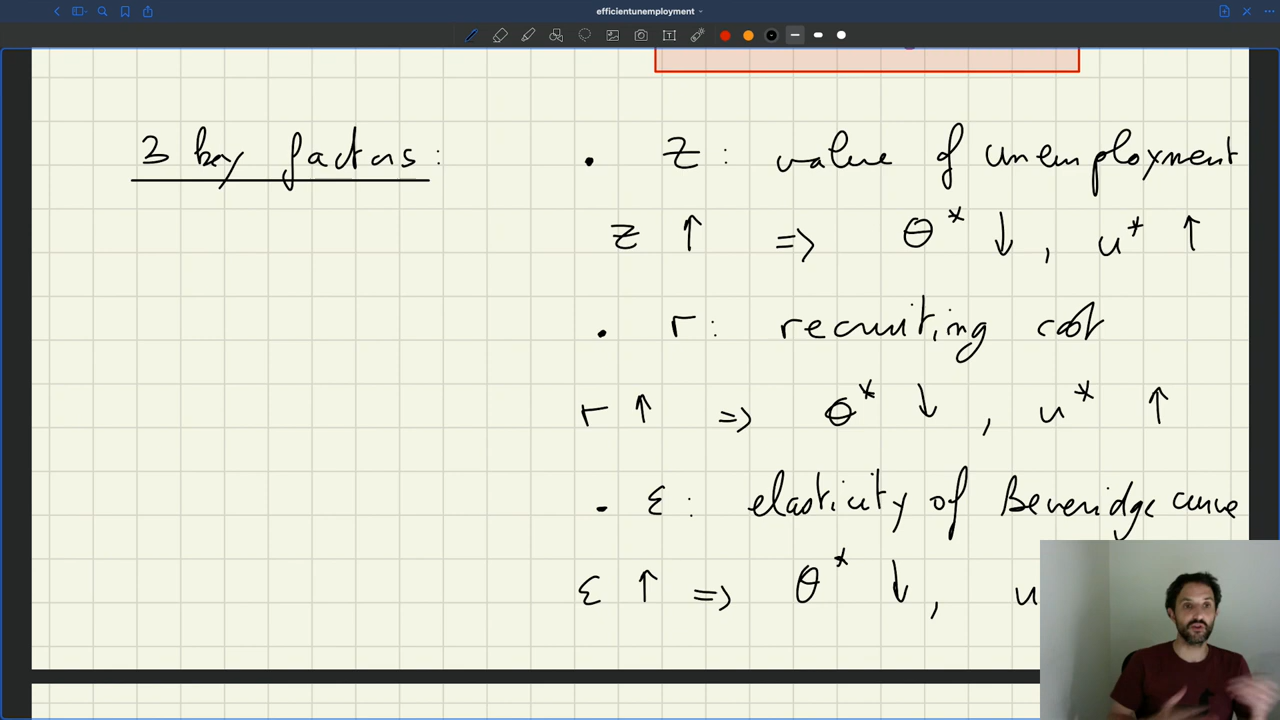 efficientunemployment
3 key factors:
• z: value of unemployment
z ↑ => θ* ↓, u* ↑
• r: recruiting cost
r ↑ => θ* ↓, u* ↑
• ε: elasticity of Beveridge curve
ε ↑ => θ* ↓, u